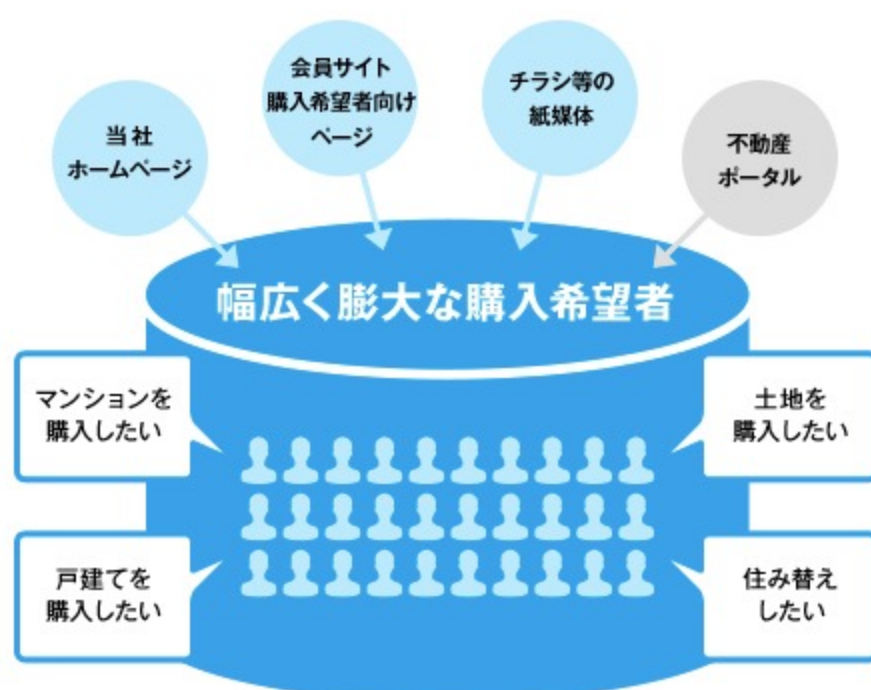 当社
ホームページ
会員サイト
購入希望者向け
ページ
チラシ等の
紙媒体
不動産
ポータル
幅広く膨大な購入希望者
マンションを
購入したい
土地を
購入したい
戸建てを
購入したい
住み替え
したい